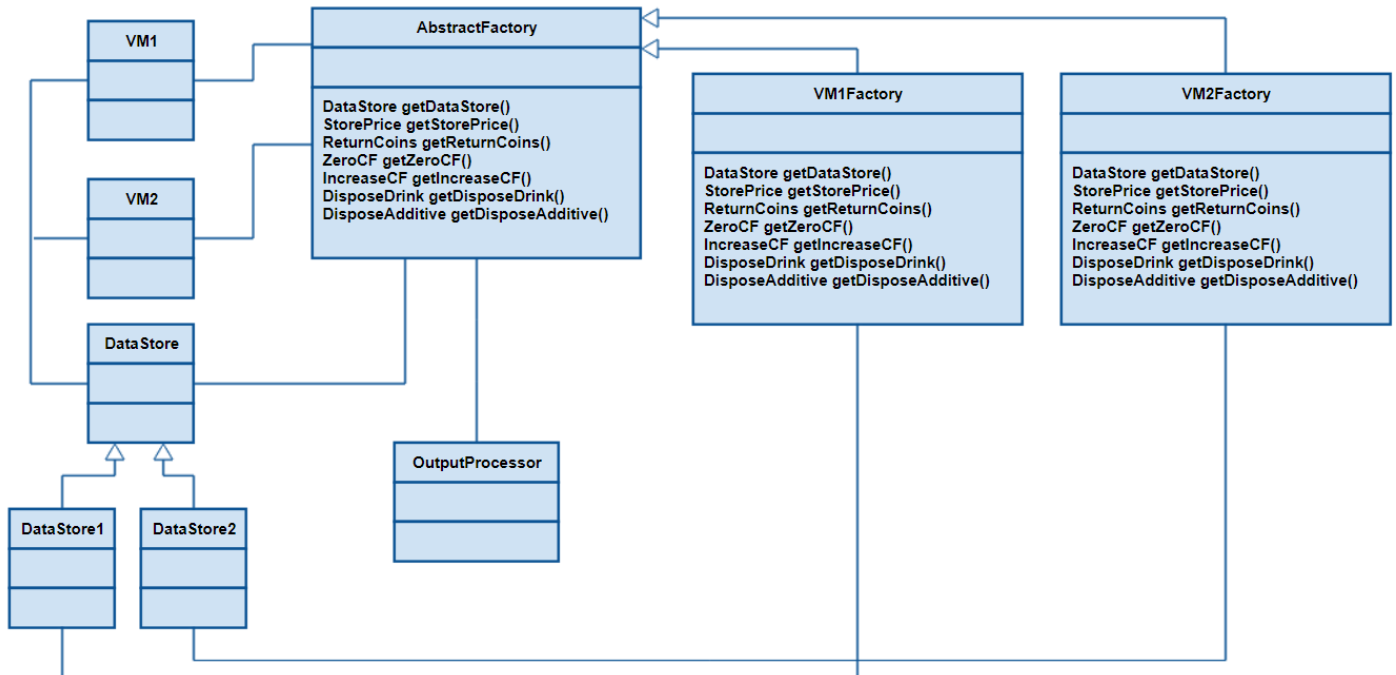 VM1
AbstractFactory
DataStore getDataStore()
StorePrice getStorePrice()
ReturnCoins getReturnCoins()
ZeroCF getZeroCF()
IncreaseCF getIncreaseCF()
DisposeDrink getDisposeDrink()
DisposeAdditive getDisposeAdditive()
VM1Factory
DataStore getDataStore()
StorePrice getStorePrice()
ReturnCoins getReturnCoins()
ZeroCF getZeroCF()
IncreaseCF getIncreaseCF()
DisposeDrink getDisposeDrink()
DisposeAdditive getDisposeAdditive()
VM2Factory
DataStore getDataStore()
StorePrice getStorePrice()
ReturnCoins getReturnCoins()
ZeroCF getZeroCF()
IncreaseCF getIncreaseCF()
DisposeDrink getDisposeDrink()
DisposeAdditive getDisposeAdditive()
VM2
DataStore
OutputProcessor
DataStore1
DataStore2